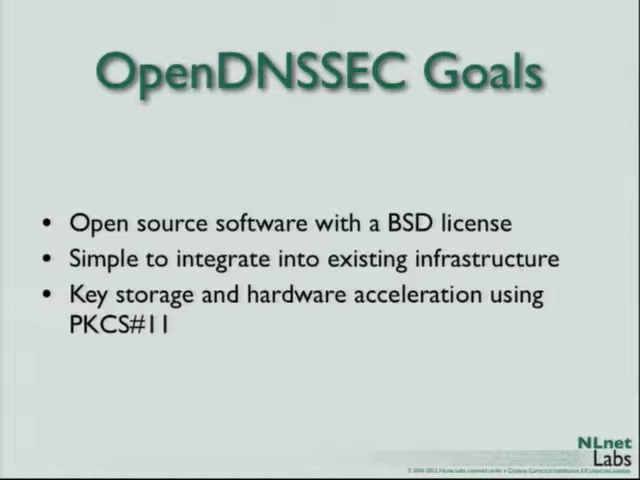 OpenDNSSEC Goals
• Open source software with a BSD license
• Simple to integrate into existing infrastructure
• Key storage and hardware acceleration using
PKCS#11
NLnet
Labs